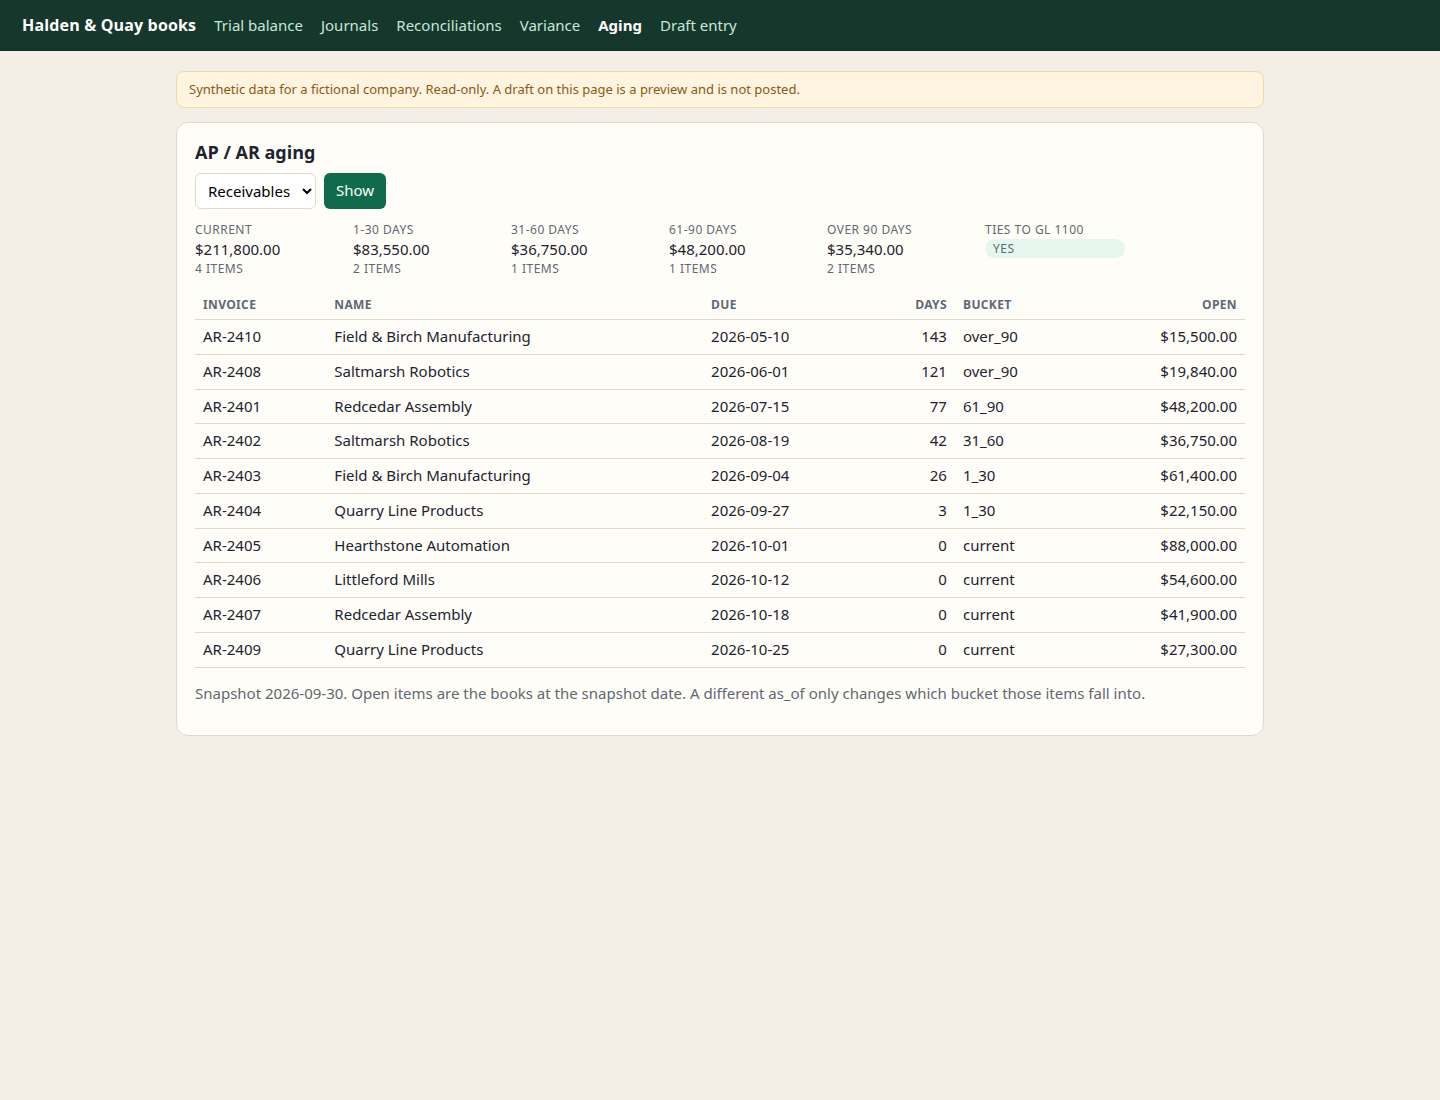 Halden & Quay books Trial balance Journals Reconciliations Variance Aging Draft entry
Synthetic data for a fictional company. Read-only. A draft on this page is a preview and is not posted.
AP / AR aging
Receivables Show
CURRENT 1-30 DAYS 31-60 DAYS 61-90 DAYS OVER 90 DAYS TIES TO GL 1100
$211,800.00 $83,550.00 $36,750.00 $48,200.00 $35,340.00 YES
4 ITEMS 2 ITEMS 1 ITEMS 1 ITEMS 2 ITEMS
INVOICE NAME DUE DAYS BUCKET OPEN
AR-2410 Field & Birch Manufacturing 2026-05-10 143 over_90 $15,500.00
AR-2408 Saltmarsh Robotics 2026-06-01 121 over_90 $19,840.00
AR-2401 Redcedar Assembly 2026-07-15 77 61_90 $48,200.00
AR-2402 Saltmarsh Robotics 2026-08-19 42 31_60 $36,750.00
AR-2403 Field & Birch Manufacturing 2026-09-04 26 1_30 $61,400.00
AR-2404 Quarry Line Products 2026-09-27 3 1_30 $22,150.00
AR-2405 Hearthstone Automation 2026-10-01 0 current $88,000.00
AR-2406 Littleford Mills 2026-10-12 0 current $54,600.00
AR-2407 Redcedar Assembly 2026-10-18 0 current $41,900.00
AR-2409 Quarry Line Products 2026-10-25 0 current $27,300.00
Snapshot 2026-09-30. Open items are the books at the snapshot date. A different as_of only changes which bucket those items fall into.